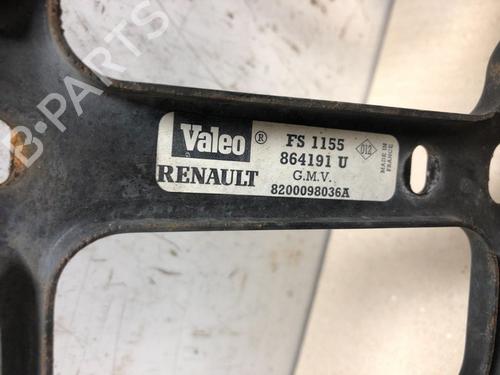 Valeo ® FS 1155
864191 U
RENAULT G.M.V.
8200098036A
D12
MADE IN
FRANCE
B-PARTS